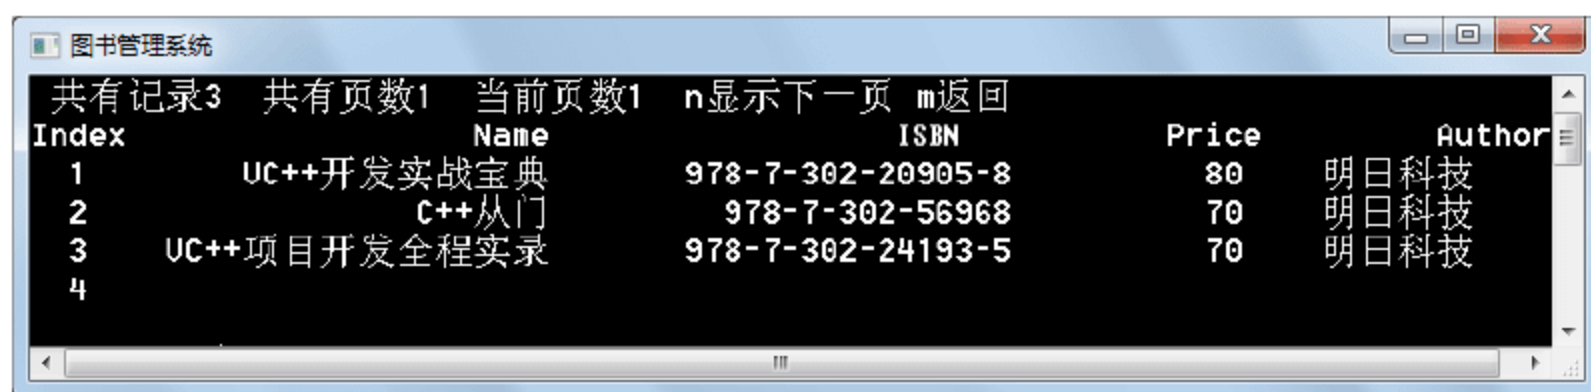 图书管理系统
共有记录3 共有页数1 当前页数1 n显示下一页 m返回
Index Name ISBN Price Author
1 VC++开发实战宝典 978-7-302-20905-8 80 明日科技
2 C++从门 978-7-302-56968 70 明日科技
3 VC++项目开发全程实录 978-7-302-24193-5 70 明日科技
4